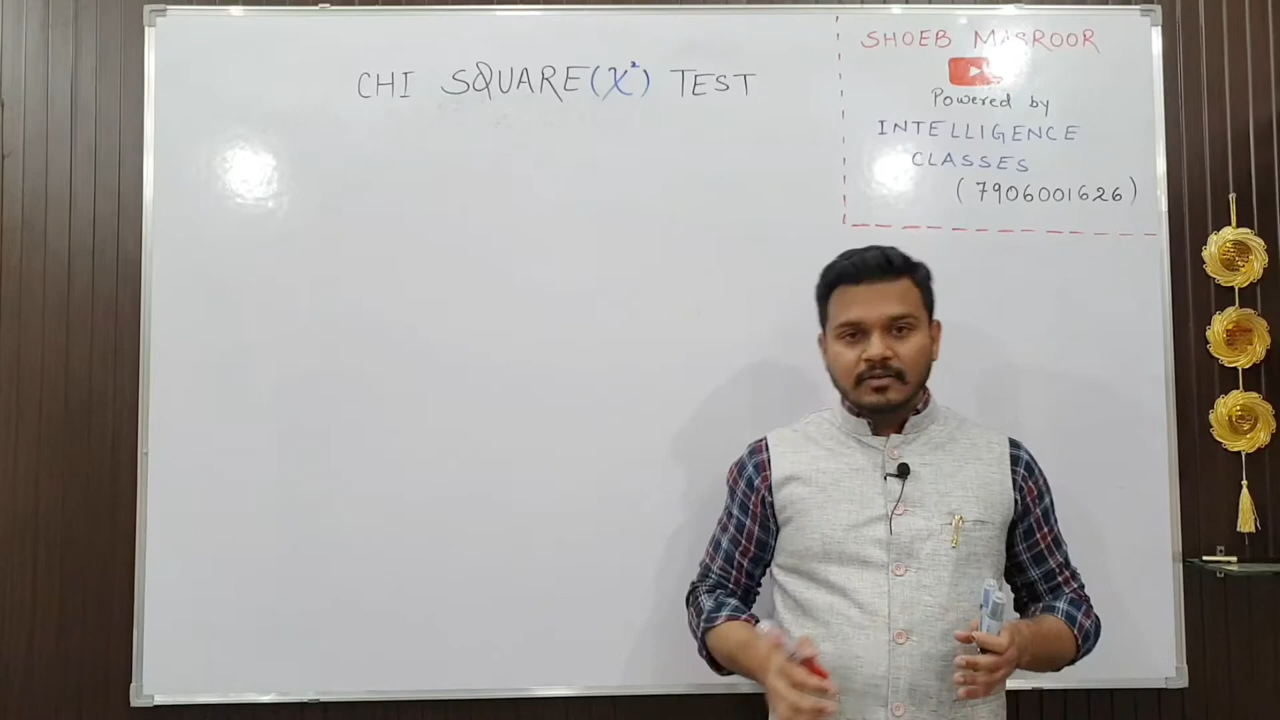 CHI SQUARE (χ²) TEST
SHOEB MASROOR
Powered by
INTELLIGENCE
CLASSES
(7906001626)